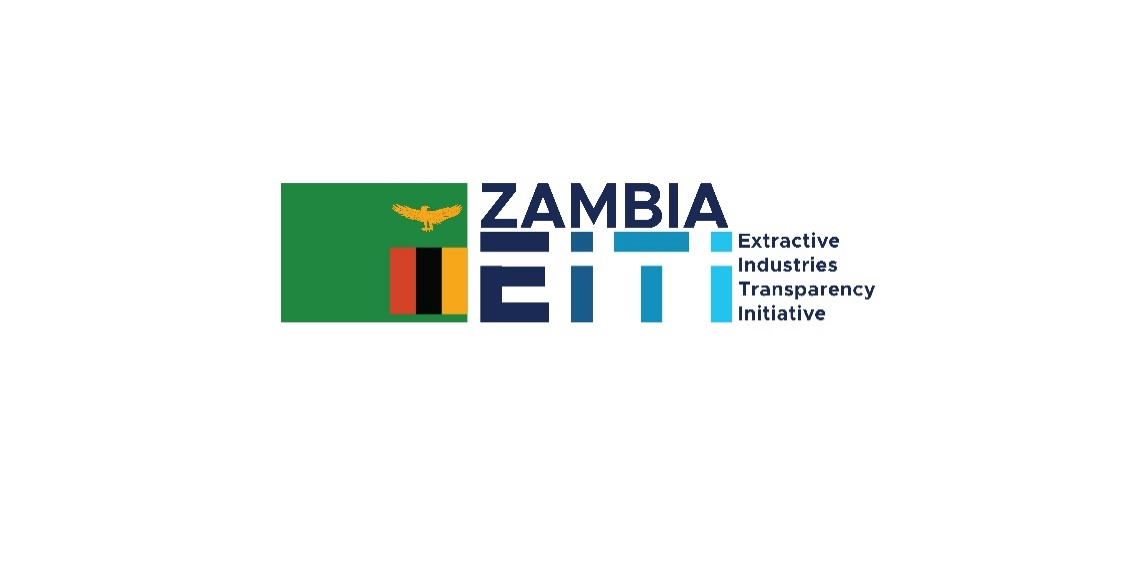 ZAMBIA
EITI
Extractive
Industries
Transparency
Initiative